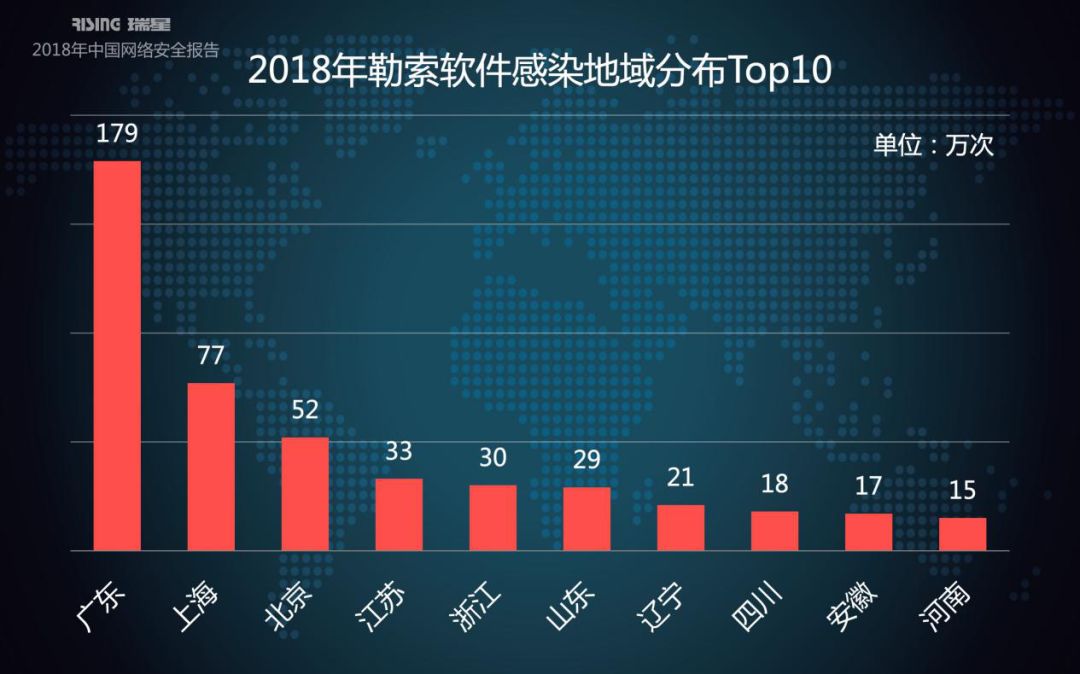 RISING 瑞星
2018年中国网络安全报告
2018年勒索软件感染地域分布Top10
单位：万次
179
77
52
33
30
29
21
18
17
15
广东
上海
北京
江苏
浙江
山东
辽宁
四川
安徽
河南